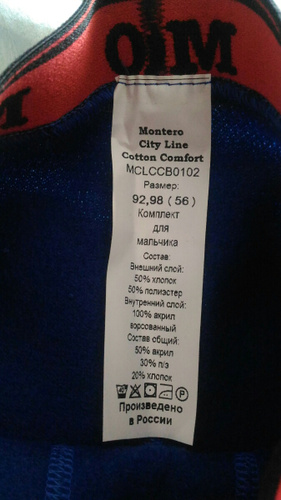 MO
M
Montero
City Line
Cotton Comfort
MCLCCB0102
Размер:
92,98 ( 56 )
Комплект
для
мальчика
Состав:
Внешний слой:
50% хлопок
50% полиэстер
Внутренний слой:
100% акрил
ворсованный
Состав общий:
50% акрил
30% п/э
20% хлопок
P
Произведено
в России